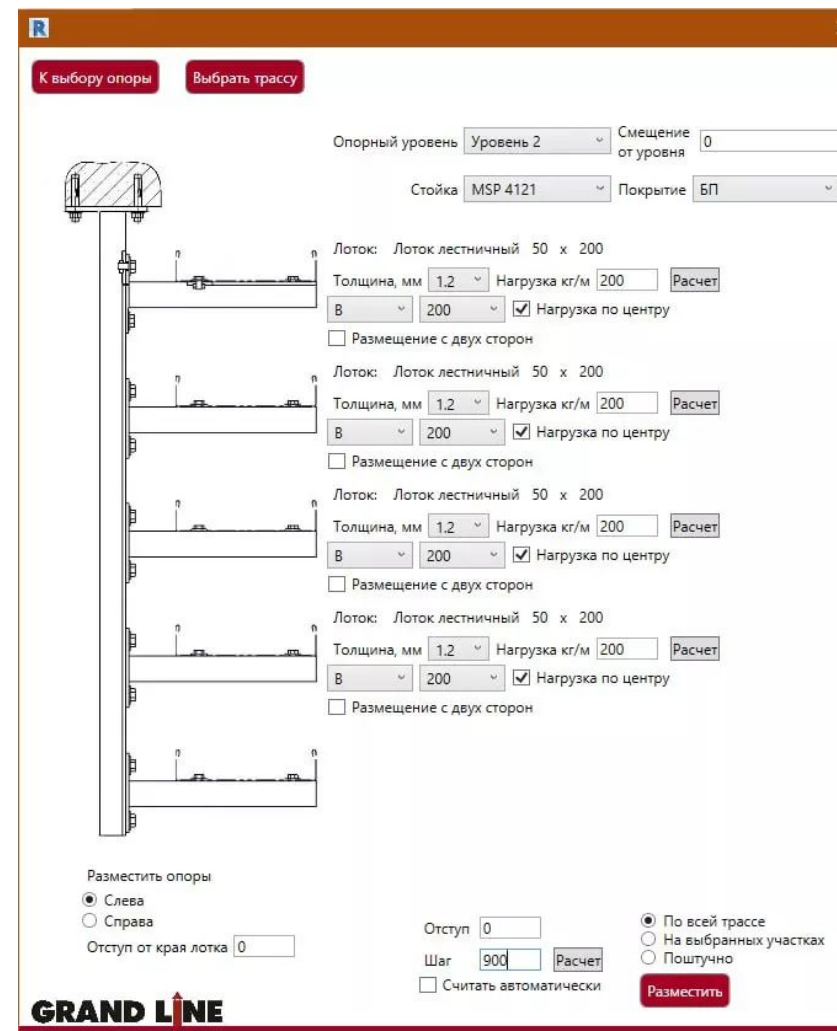 R
К выбору опоры Выбрать трассу
Опорный уровень Уровень 2 Смещение от уровня 0
Стойка MSP 4121 Покрытие БП
Лоток: Лоток лестничный 50 x 200
Толщина, мм 1.2 Нагрузка кг/м 200 Расчет
В 200 Нагрузка по центру
Размещение с двух сторон
Лоток: Лоток лестничный 50 x 200
Толщина, мм 1.2 Нагрузка кг/м 200 Расчет
В 200 Нагрузка по центру
Размещение с двух сторон
Лоток: Лоток лестничный 50 x 200
Толщина, мм 1.2 Нагрузка кг/м 200 Расчет
В 200 Нагрузка по центру
Размещение с двух сторон
Лоток: Лоток лестничный 50 x 200
Толщина, мм 1.2 Нагрузка кг/м 200 Расчет
В 200 Нагрузка по центру
Размещение с двух сторон
Разместить опоры
Слева
Справа
Отступ от края лотка 0
Отступ 0
Шаг 900 Расчет
Считать автоматически
По всей трассе
На выбранных участках
Поштучно
Разместить
GRAND LINE